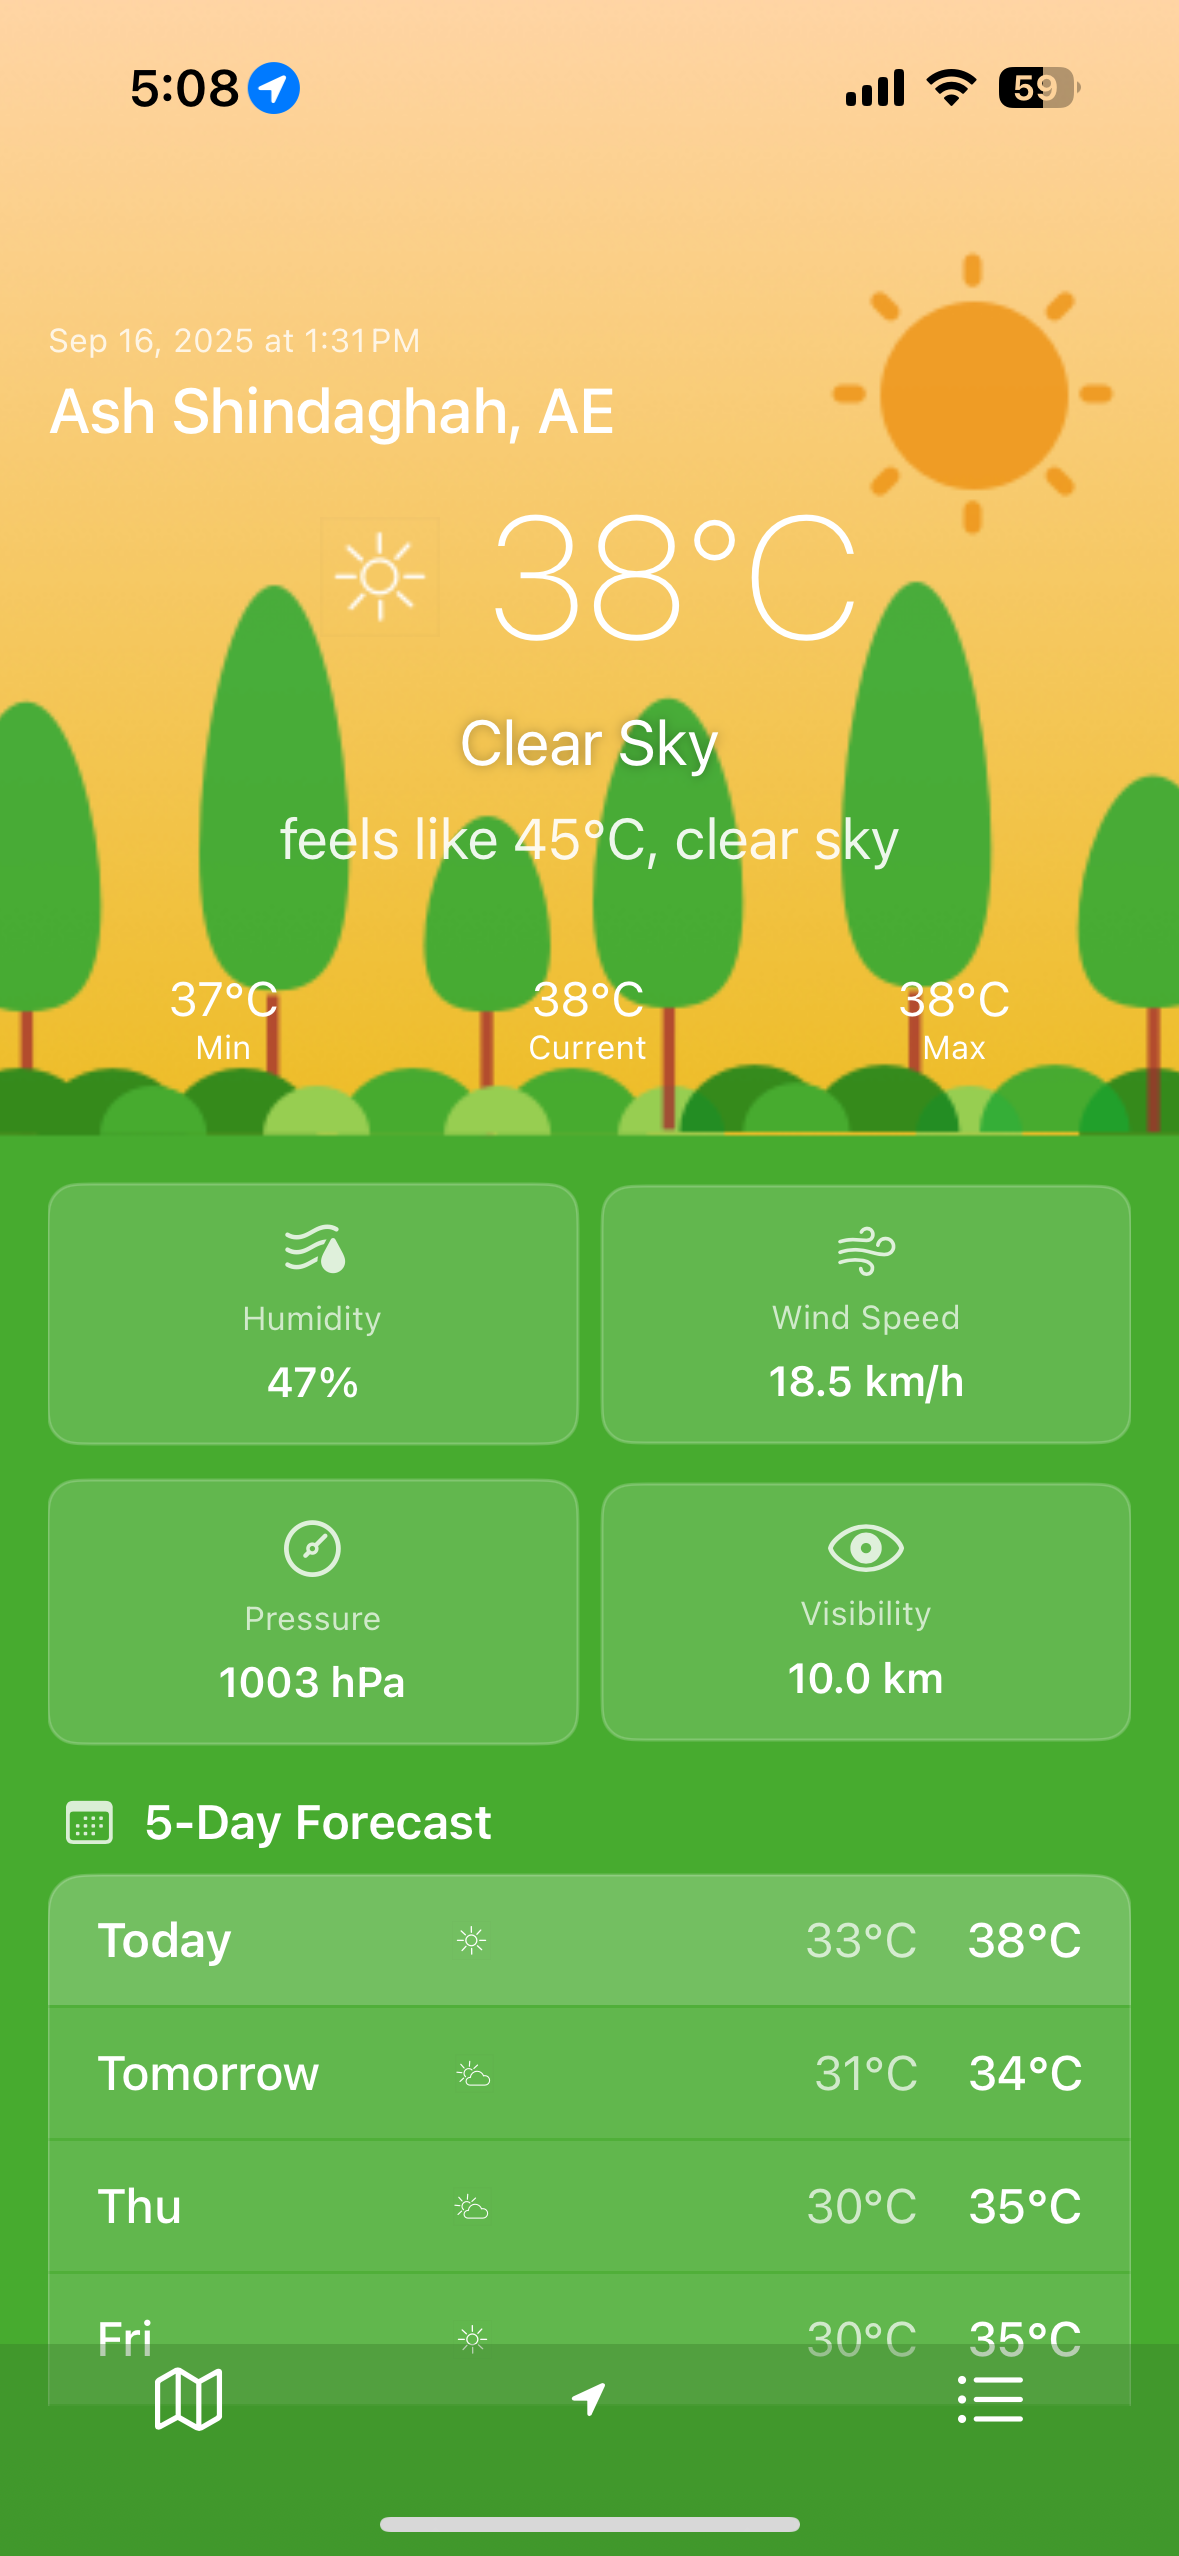 5:08
59
Sep 16, 2025 at 1:31 PM
Ash Shindaghah, AE
38°C
Clear Sky
feels like 45°C, clear sky
37°C 38°C 38°C
Min Current Max
Humidity Wind Speed
47% 18.5 km/h
Pressure Visibility
1003 hPa 10.0 km
5-Day Forecast
Today 33°C 38°C
Tomorrow 31°C 34°C
Thu 30°C 35°C
Fri 30°C 35°C